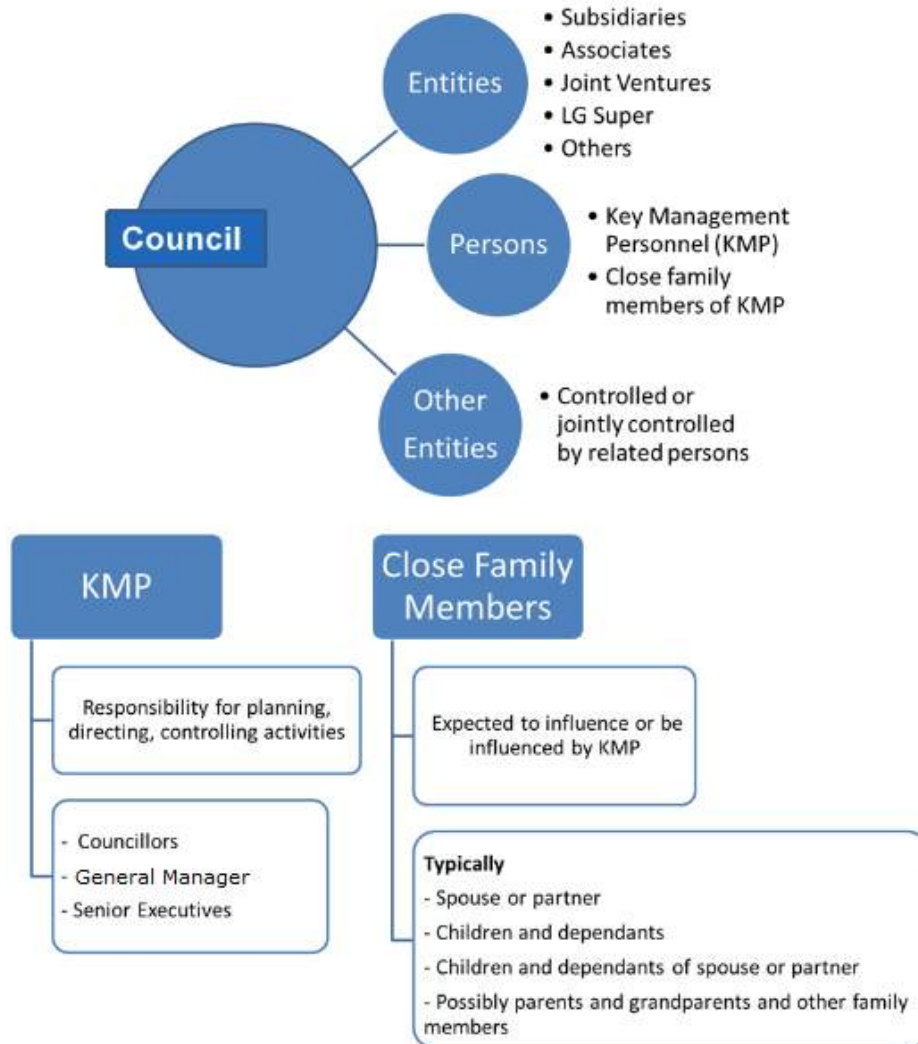 • Subsidiaries
• Associates
• Joint Ventures
• LG Super
• Others
Entities
Council
Persons
• Key Management
Personnel (KMP)
• Close family
members of KMP
Other
Entities
• Controlled or
jointly controlled
by related persons
KMP
Responsibility for planning,
directing, controlling activities
- Councillors
- General Manager
- Senior Executives
Close Family
Members
Expected to influence or be
influenced by KMP
Typically
- Spouse or partner
- Children and dependants
- Children and dependants of spouse or partner
- Possibly parents and grandparents and other family
members